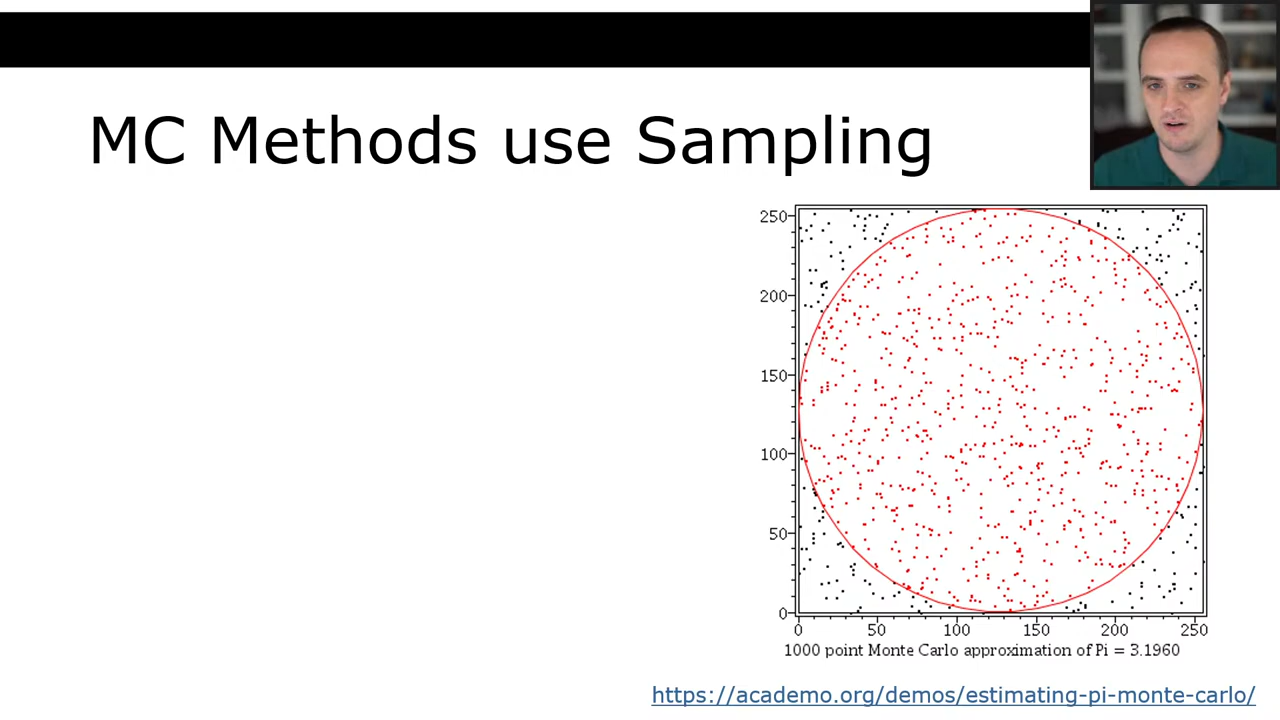 MC Methods use Sampling
250
200
150
100
50
0
0 50 100 150 200 250
1000 point Monte Carlo approximation of Pi = 3.1960
https://academo.org/demos/estimating-pi-monte-carlo/